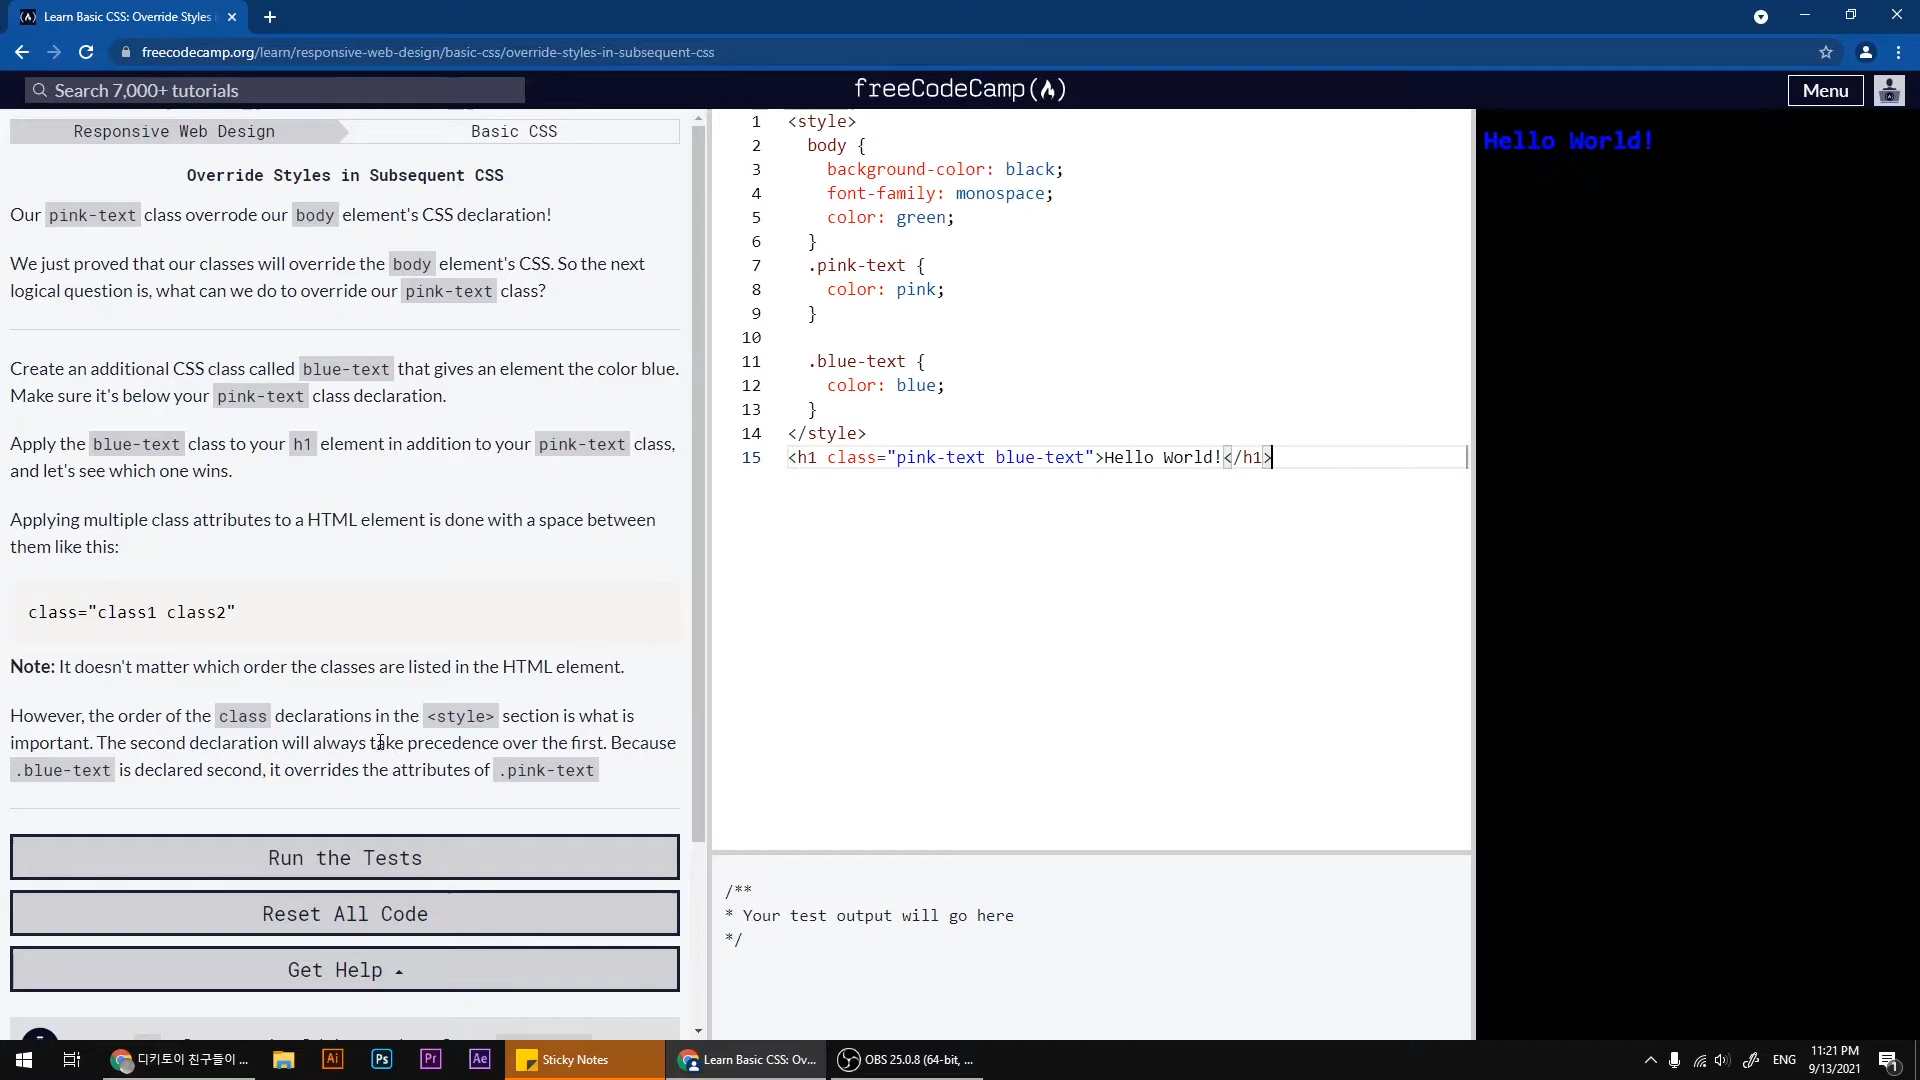 Learn Basic CSS: Override Styles i
freecodecamp.org/learn/responsive-web-design/basic-css/override-styles-in-subsequent-css
Search 7,000+ tutorials
freeCodeCamp
Menu
Responsive Web Design
Basic CSS
Override Styles in Subsequent CSS
Our pink-text class overrode our body element's CSS declaration!
We just proved that our classes will override the body element's CSS. So the next
logical question is, what can we do to override our pink-text class?
Create an additional CSS class called blue-text that gives an element the color blue.
Make sure it's below your pink-text class declaration.
Apply the blue-text class to your h1 element in addition to your pink-text class,
and let's see which one wins.
Applying multiple class attributes to a HTML element is done with a space between
them like this:
class="class1 class2"
Note: It doesn't matter which order the classes are listed in the HTML element.
However, the order of the class declarations in the <style> section is what is
important. The second declaration will always take precedence over the first. Because
.blue-text is declared second, it overrides the attributes of .pink-text
Run the Tests
Reset All Code
Get Help
1 <style>
2 body {
3 background-color: black;
4 font-family: monospace;
5 color: green;
6 }
7 .pink-text {
8 color: pink;
9 }
10
11 .blue-text {
12 color: blue;
13 }
14 </style>
15 <h1 class="pink-text blue-text">Hello World!</h1>
/**
* Your test output will go here
*/
Hello World!
디키토이 친구들이 ...
Ai
Ps
Pr
Ae
Sticky Notes
Learn Basic CSS: Ov...
OBS 25.0.8 (64-bit, ...
ENG
11:21 PM
9/13/2021
1